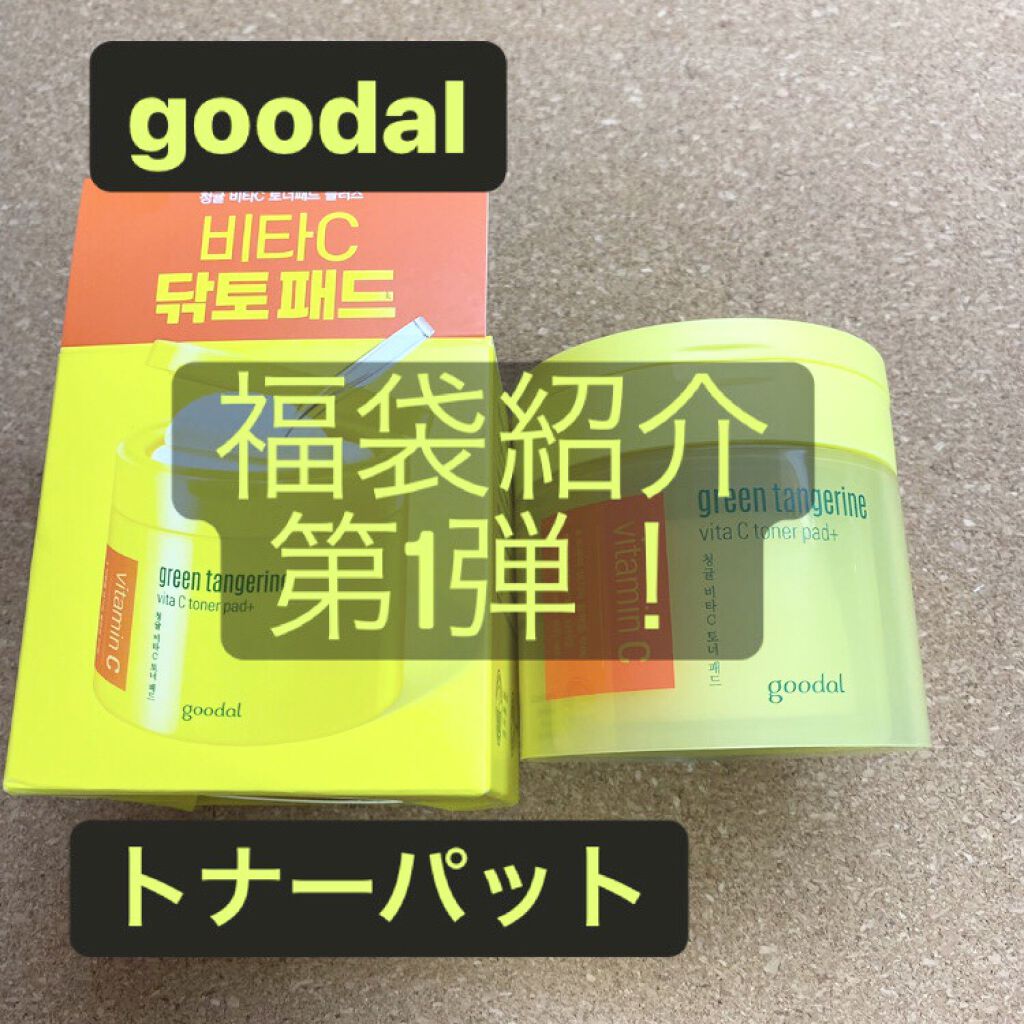 goodal
청귤 비타C 토너패드 플러스
비타C
닦토패드
福袋紹介
第1弾！
green tangerine
vita C toner pad+
vitamin C
청귤 비타C 토너패드
goodal
green tangerine
vita C toner pad+
vitamin C
청귤 비타C 토너패드
goodal
トナーパット